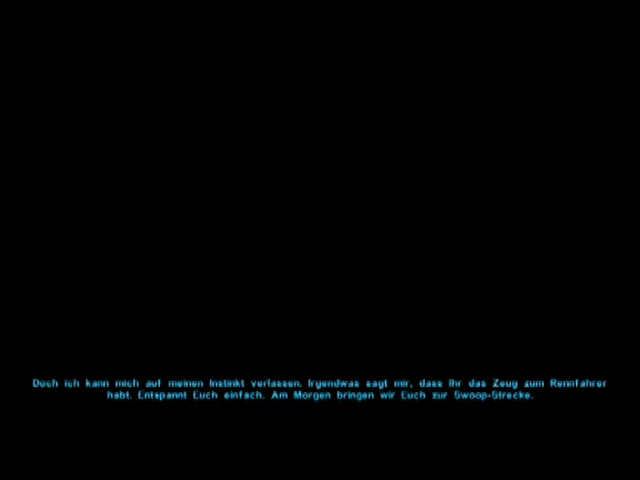 Doch ich kann mich auf meinen Instinkt verlassen. Irgendwas sagt mir, dass Ihr das Zeug zum Rennfahrer
habt. Entspannt Euch einfach. Am Morgen bringen wir Euch zur Swoop-Strecke.